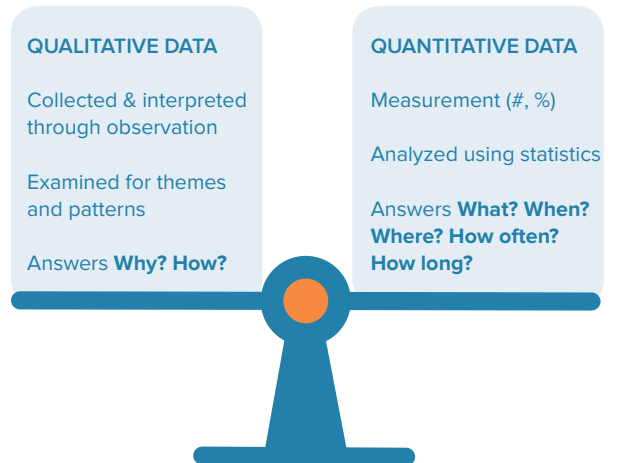 QUALITATIVE DATA
Collected & interpreted
through observation
Examined for themes
and patterns
Answers Why? How?
QUANTITATIVE DATA
Measurement (#, %)
Analyzed using statistics
Answers What? When?
Where? How often?
How long?